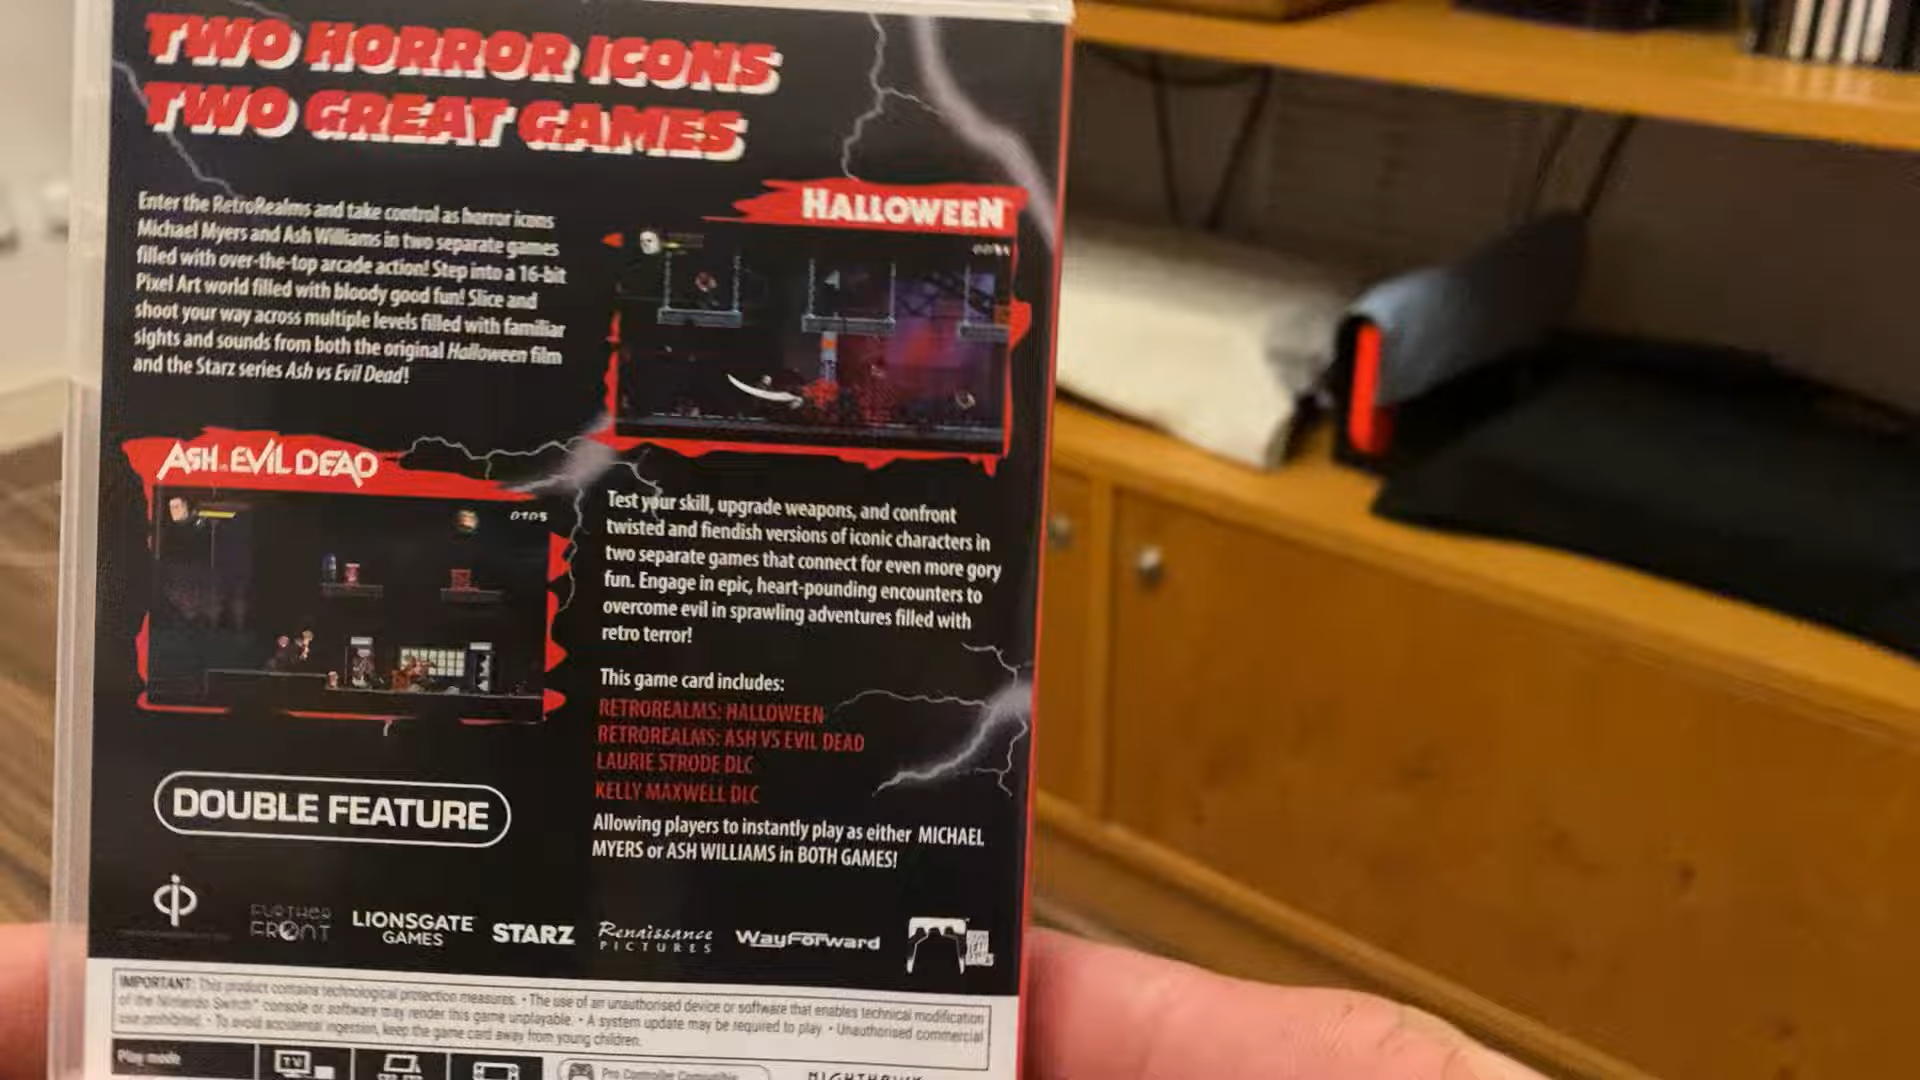 TWO HORROR ICONS
TWO GREAT GAMES
Enter the RetroRealms and take control as horror icons
Michael Myers and Ash Williams in two separate games
filled with over-the-top arcade action! Step into a 16-bit
Pixel Art world filled with bloody good fun! Slice and
shoot your way across multiple levels filled with familiar
sights and sounds from both the original Halloween film
and the Starz series Ash vs Evil Dead!
HALLOWEEN
ASH vs EVIL DEAD
0105
Test your skill, upgrade weapons, and confront
twisted and fiendish versions of iconic characters in
two separate games that connect for even more gory
fun. Engage in epic, heart-pounding encounters to
overcome evil in sprawling adventures filled with
retro terror!
This game card includes:
RETROREALMS: HALLOWEEN
RETROREALMS: ASH VS EVIL DEAD
LAURIE STRODE DLC
KELLY MAXWELL DLC
Allowing players to instantly play as either MICHAEL
MYERS or ASH WILLIAMS in BOTH GAMES!
DOUBLE FEATURE
FURTHER
FRONT
LIONSGATE
GAMES
STARZ
Renaissance
PICTURES
WayForward
IMPORTANT: This product contains technological protection measures. • The use of an unauthorised device or software that enables technical modification
of the Nintendo Switch™ console or software may render this game unplayable. • A system update may be required to play. • Unauthorised commercial
use prohibited. • To avoid accidental ingestion, keep the game card away from young children.
Play mode
TV
Pro Controller Compatible